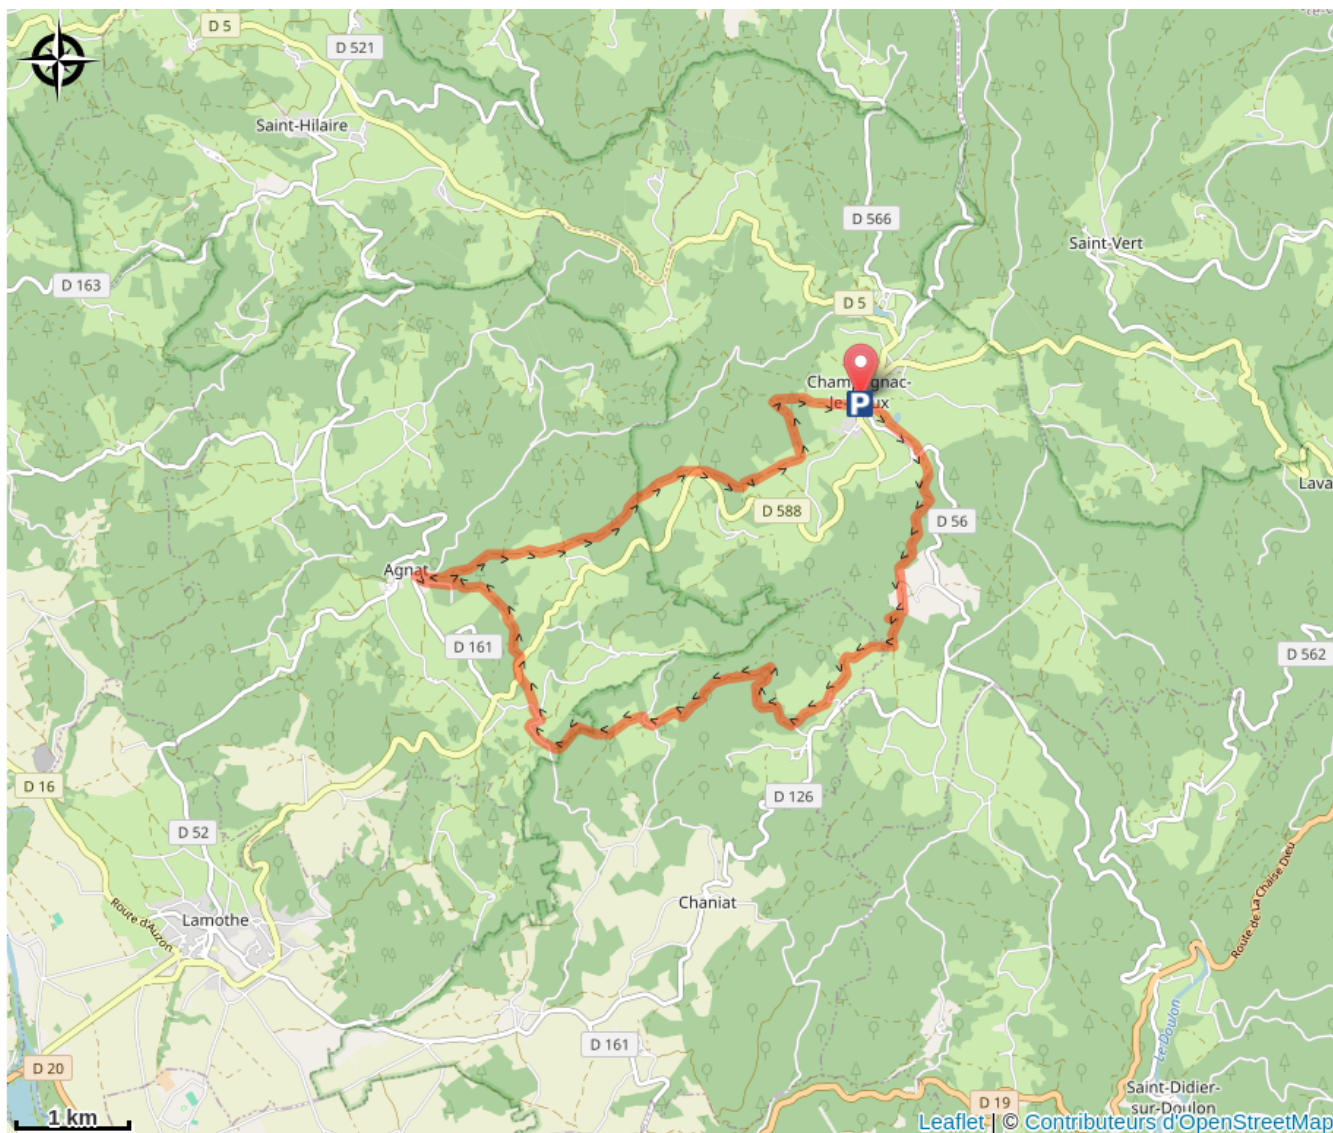 D 5
D 521
Saint-Hilaire
D 566
Saint-Vert
D 163
D 5
D 588
Lava
D 56
Agnat
D 161
D 562
D 16
D 126
D 52
Route d'Auzon
Lamothe
Chaniat
Route de La Chaise Dieu
Le Doulon
D 161
D 20
D 19
Saint-Didier-
sur-Doulon
1 km
P
Leaflet | © Contributeurs d'OpenStreetMap